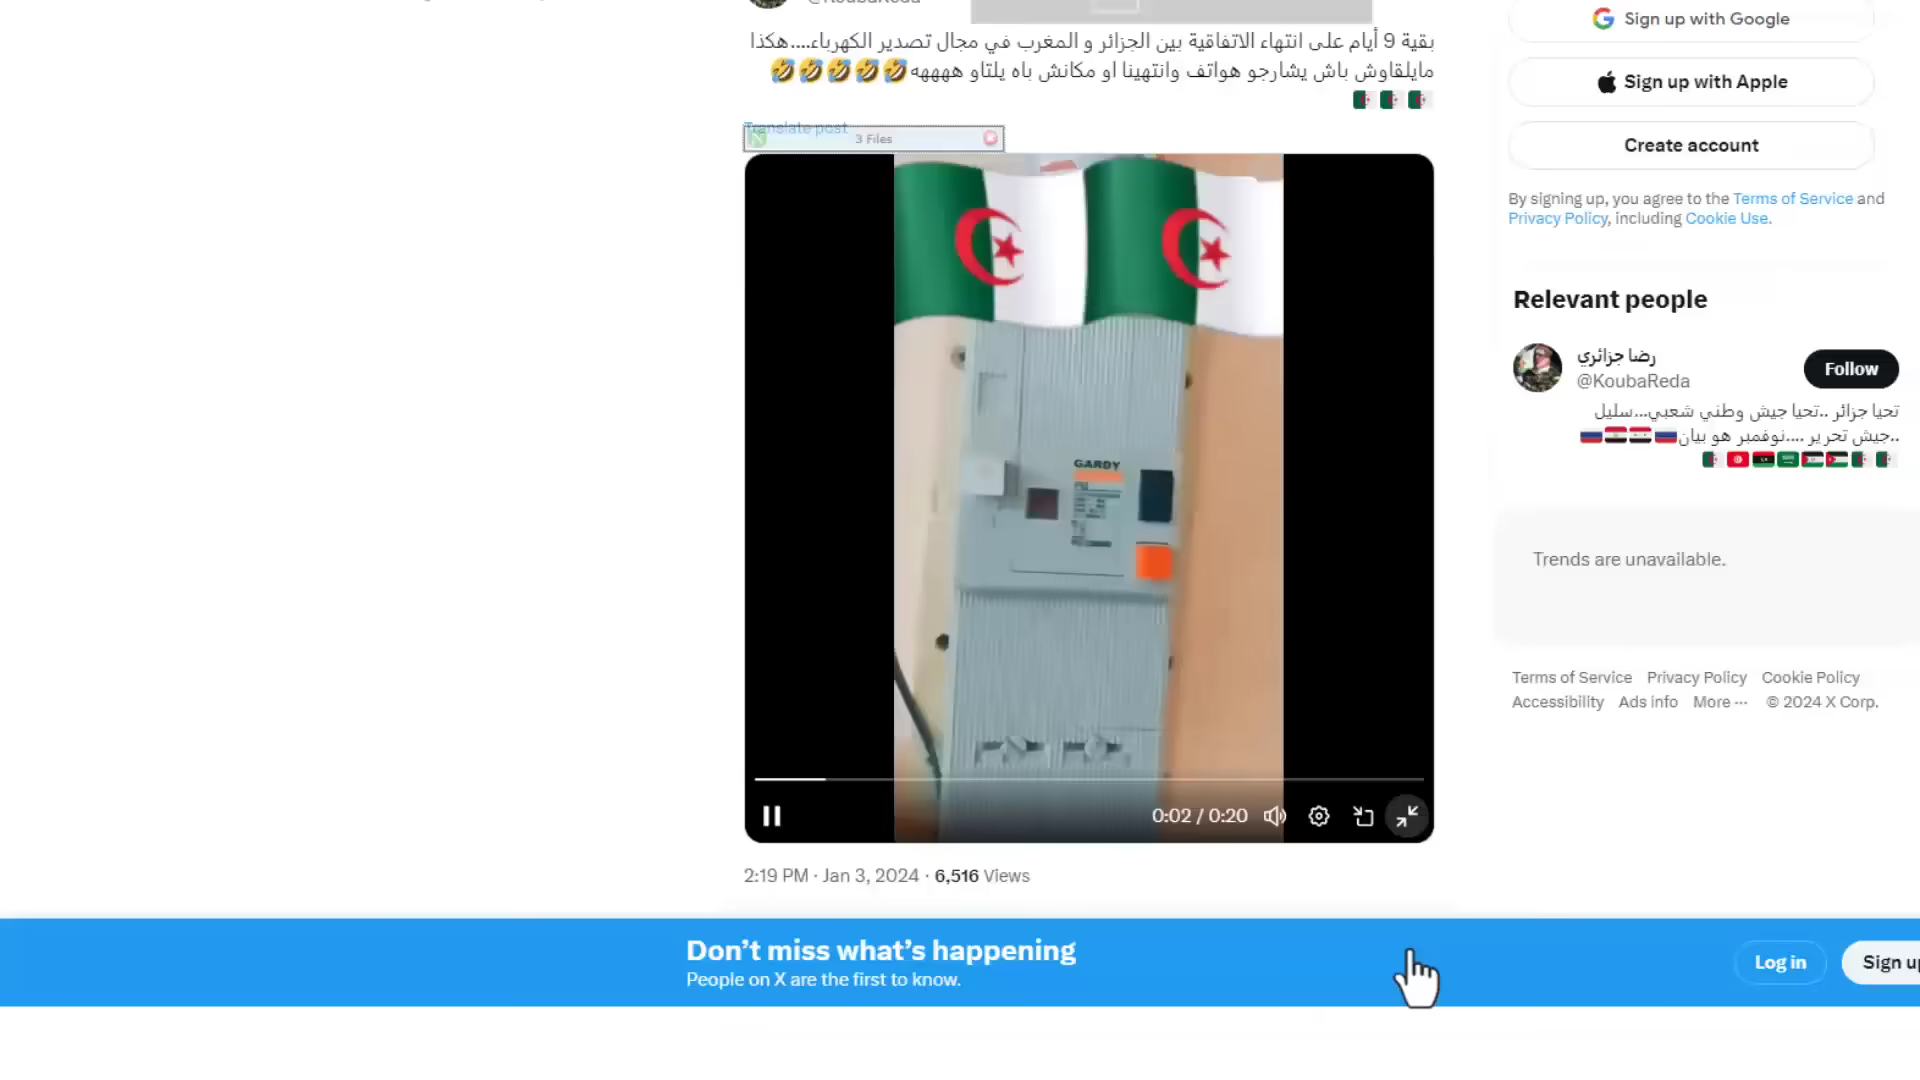 @KoubaReda
بقية 9 أيام على انتهاء الاتفاقية بين الجزائر و المغرب في مجال تصدير الكهرباء....هكذا
مايلقاوش باش يشارجو هواتف وانتهينا او مكانش باه يلتاو هههههه🤣🤣🤣🤣🤣
🇩🇿🇩🇿🇩🇿
Translate post
3 Files
GARDY
0:02 / 0:20
2:19 PM · Jan 3, 2024 · 6,516 Views
Sign up with Google
Sign up with Apple
Create account
By signing up, you agree to the Terms of Service and
Privacy Policy, including Cookie Use.
Relevant people
رضا جزائري
@KoubaReda
Follow
تحيا جزائر ..تحيا جيش وطني شعبي...سليل
جيش تحرير ....نوفمبر هو بيان..
Trends are unavailable.
Terms of Service Privacy Policy Cookie Policy
Accessibility Ads info More ··· © 2024 X Corp.
Don’t miss what’s happening
People on X are the first to know.
Log in
Sign up